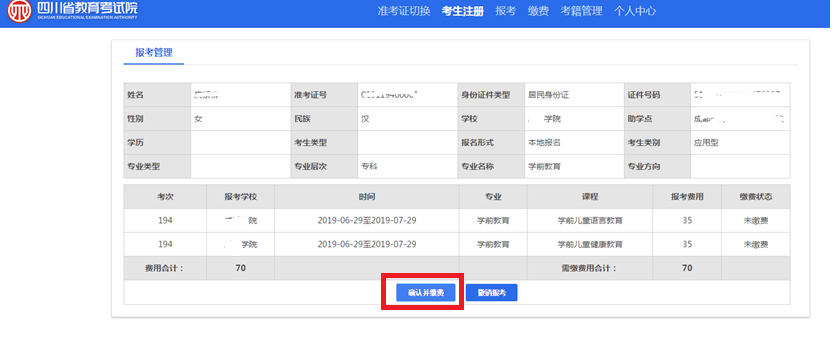 四川省教育考试院
SICHUAN EDUCATIONAL EXAMINATION AUTHORITY
准考证切换 考生注册 报考 缴费 考籍管理 个人中心
报考管理
姓名 准考证号 身份证件类型 居民身份证 证件号码
性别 女 民族 汉 学校 学院 助学点
学历 考生类型 报名形式 本地报名 考生类别 应用型
专业类型 专业层次 专科 专业名称 学前教育 专业方向
考次 报考学校 时间 专业 课程 报考费用 缴费状态
194 院 2019-06-29至2019-07-29 学前教育 学前儿童语言教育 35 未缴费
194 学院 2019-06-29至2019-07-29 学前教育 学前儿童健康教育 35 未缴费
费用合计： 70 需缴费用合计： 70
确认并缴费 撤销报考